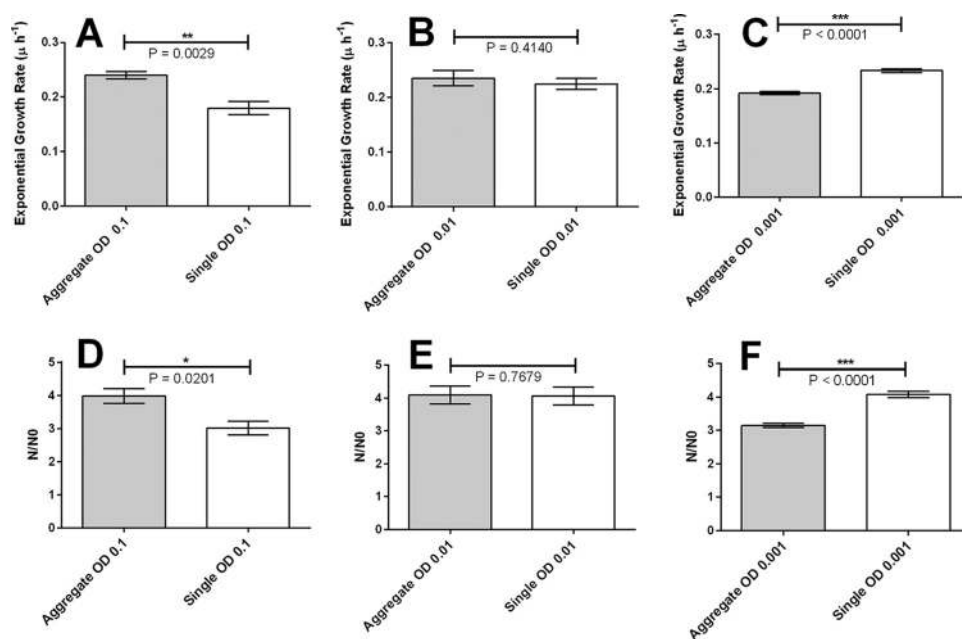 A
**
P = 0.0029
Exponential Growth Rate (μ h⁻¹)
0.3
0.2
0.1
0.0
Aggregate OD 0.1
Single OD 0.1
B
P = 0.4140
Exponential Growth Rate (μ h⁻¹)
0.3
0.2
0.1
0.0
Aggregate OD 0.01
Single OD 0.01
C
***
P < 0.0001
Exponential Growth Rate (μ h⁻¹)
0.3
0.2
0.1
0.0
Aggregate OD 0.001
Single OD 0.001
D
*
P = 0.0201
N/N0
5
4
3
2
1
0
Aggregate OD 0.1
Single OD 0.1
E
P = 0.7679
N/N0
5
4
3
2
1
0
Aggregate OD 0.01
Single OD 0.01
F
***
P < 0.0001
N/N0
5
4
3
2
1
0
Aggregate OD 0.001
Single OD 0.001